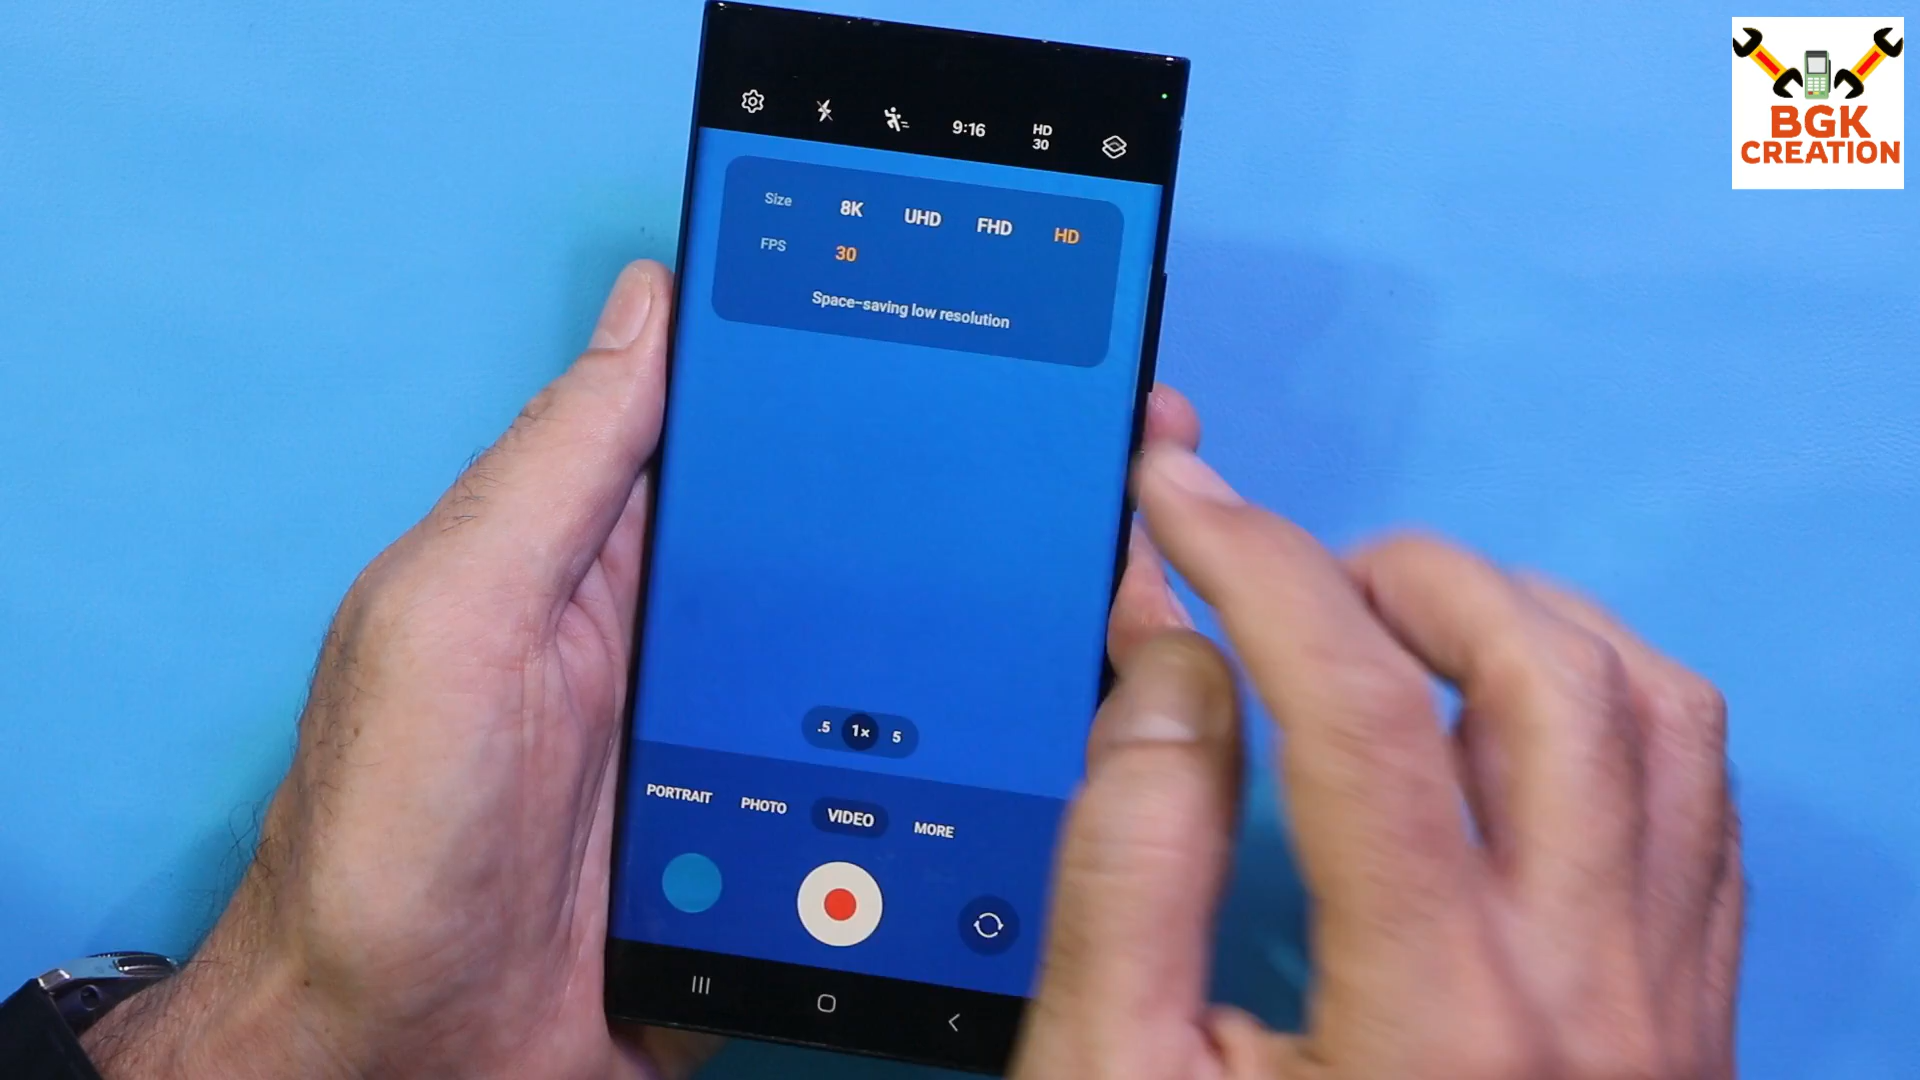 9:16
HD
30
Size 8K UHD FHD HD
FPS 30
Space-saving low resolution
.5 1x 5
PORTRAIT PHOTO VIDEO MORE
BGK
CREATION